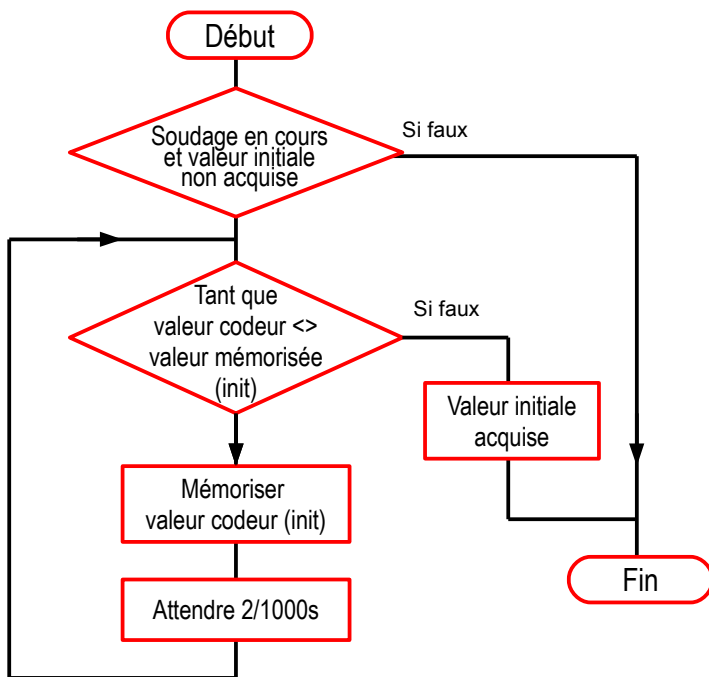 Début
Soudage en cours
et valeur initiale
non acquise
Si faux
Tant que
valeur codeur <>
valeur mémorisée
(init)
Si faux
Valeur initiale
acquise
Mémoriser
valeur codeur (init)
Attendre 2/1000s
Fin